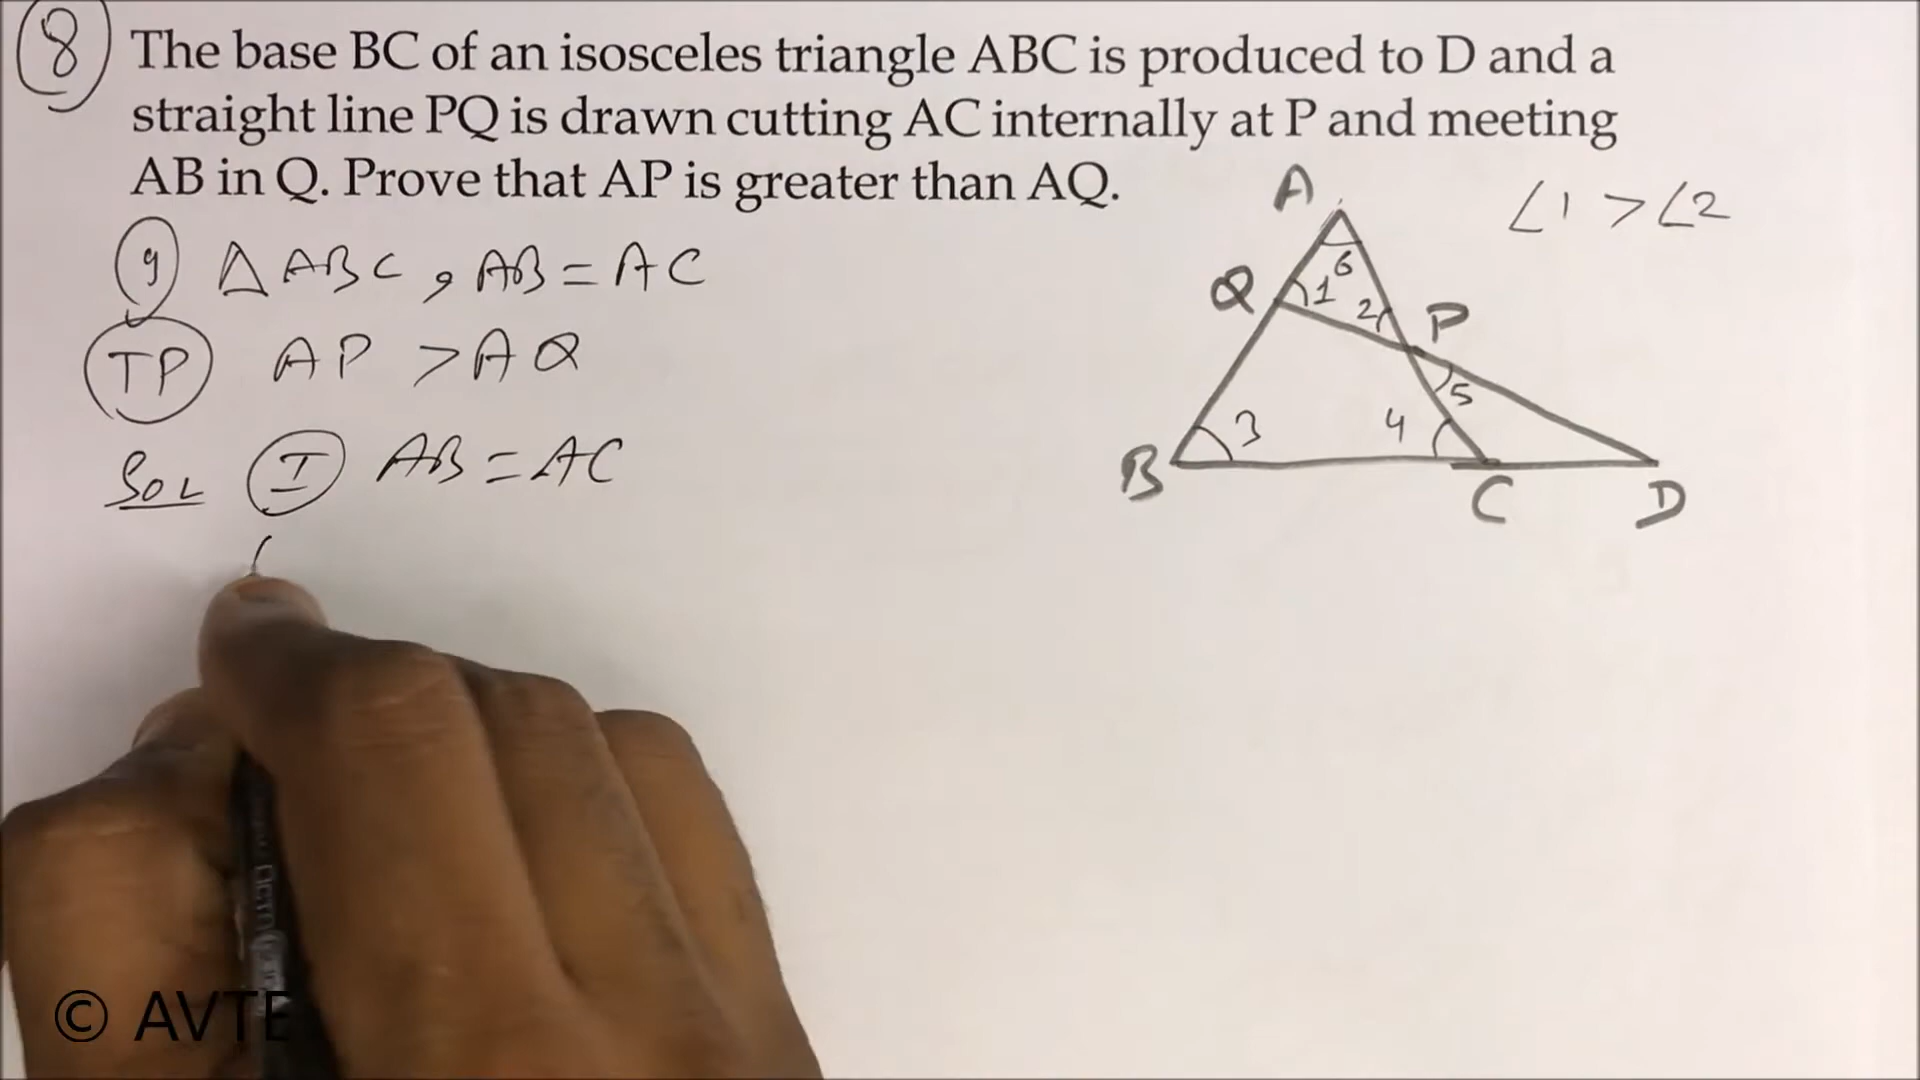 8 The base BC of an isosceles triangle ABC is produced to D and a
straight line PQ is drawn cutting AC internally at P and meeting
AB in Q. Prove that AP is greater than AQ.
A ∠1 > ∠2
g △ABC, AB = AC
6
Q 1 2 P
TP AP > AQ
5
3 4
Sol I AB = AC
B C D
© AVTE